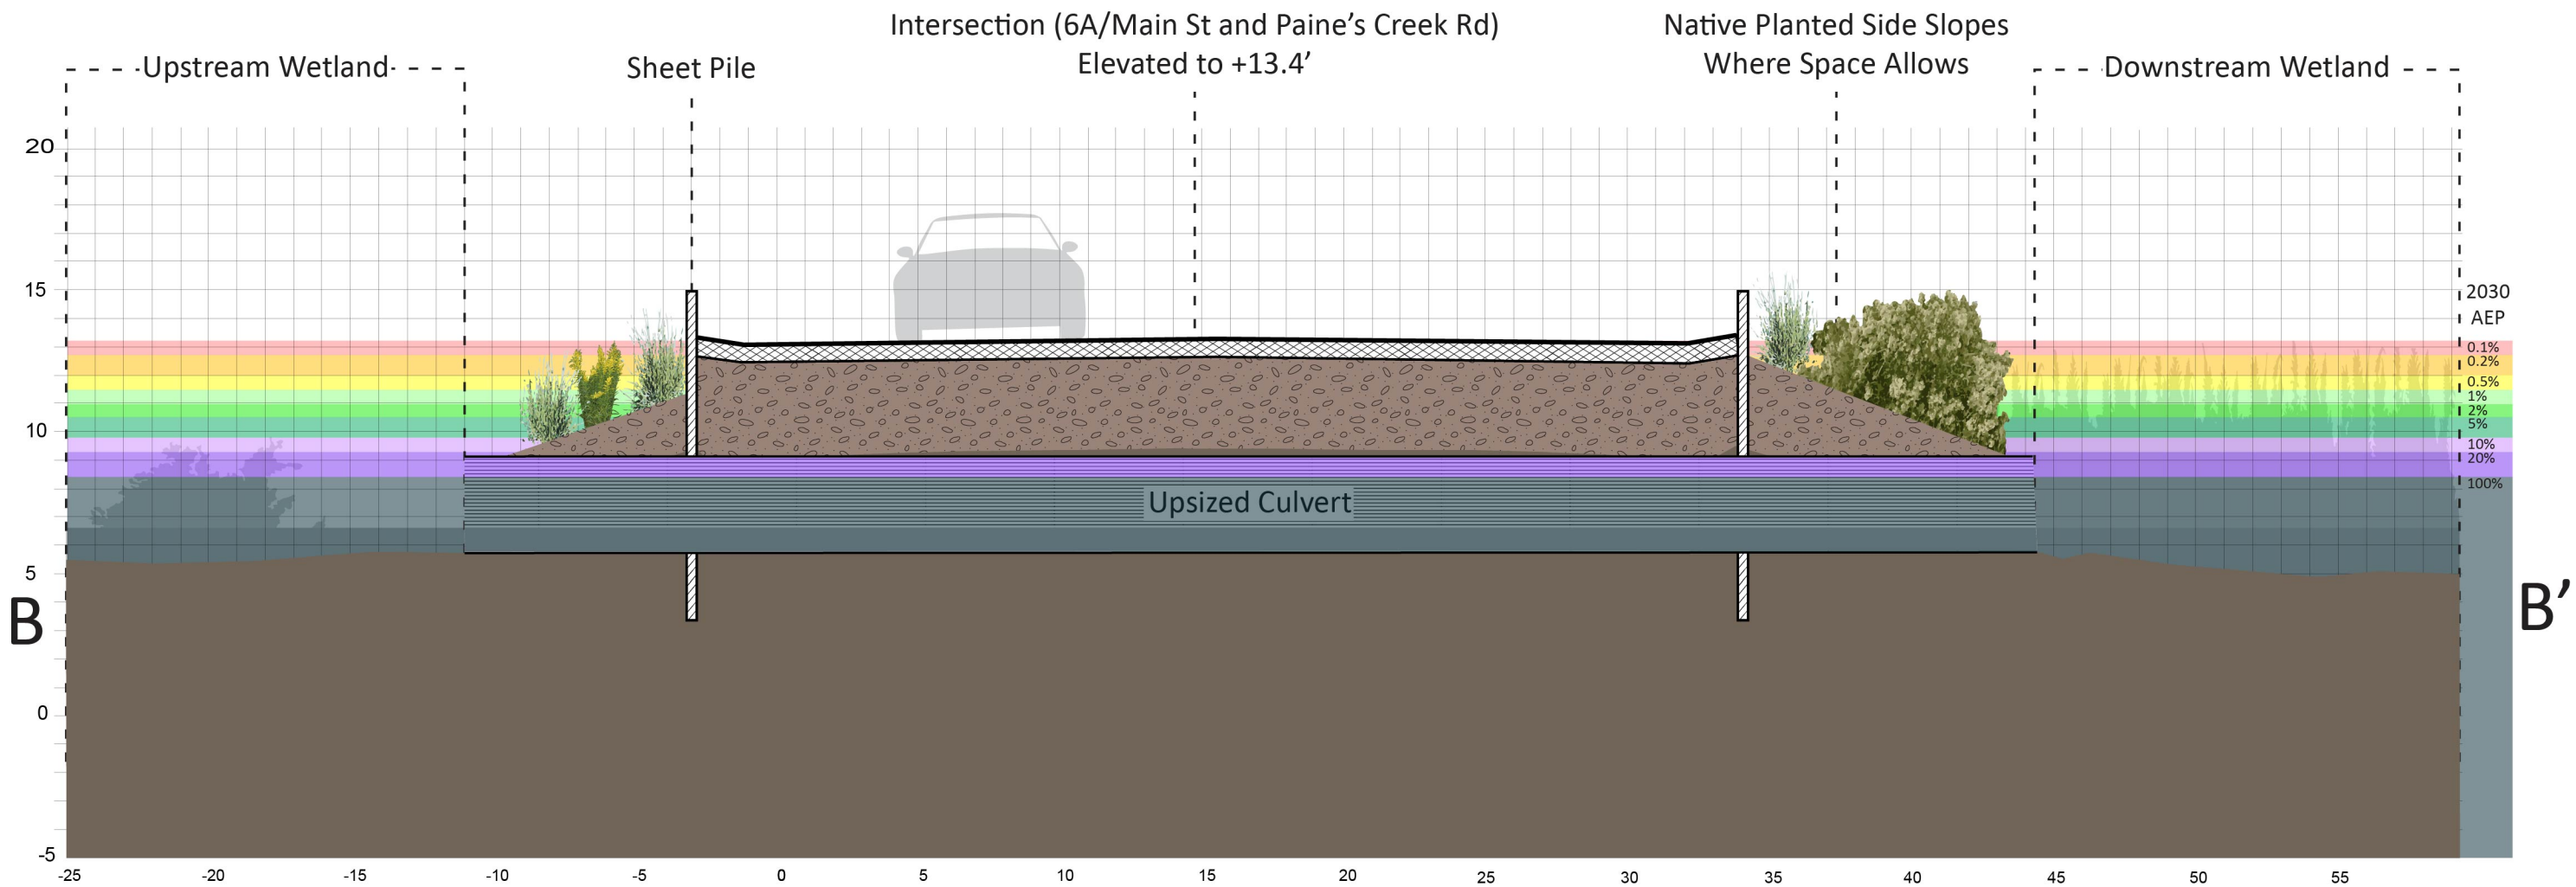 Intersection (6A/Main St and Paine’s Creek Rd)
Elevated to +13.4’
Native Planted Side Slopes
Where Space Allows
Upstream Wetland
Sheet Pile
Downstream Wetland
20
15
10
5
0
-5
2030
AEP
0.1%
0.2%
0.5%
1%
2%
5%
10%
20%
100%
Upsized Culvert
B
B’
-25 -20 -15 -10 -5 0 5 10 15 20 25 30 35 40 45 50 55